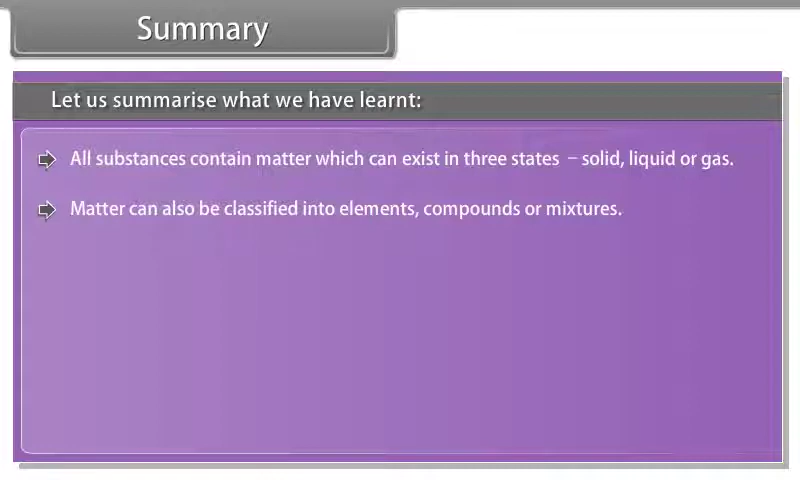 Summary
Let us summarise what we have learnt:
All substances contain matter which can exist in three states – solid, liquid or gas.
Matter can also be classified into elements, compounds or mixtures.